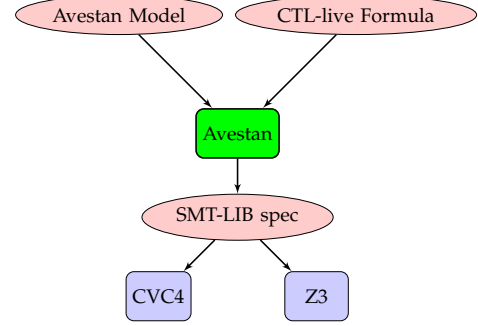 Avestan Model
CTL-live Formula
Avestan
SMT-LIB spec
CVC4
Z3